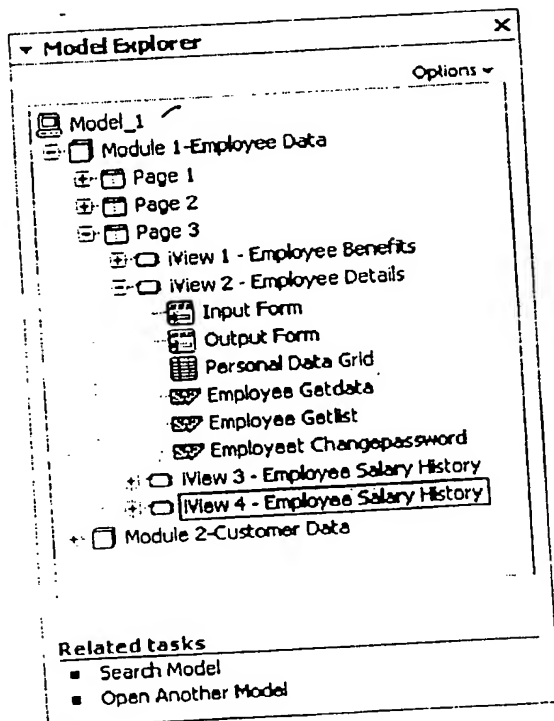 Model Explorer
Options
Model_1
Module 1-Employee Data
Page 1
Page 2
Page 3
iView 1 - Employee Benefits
iView 2 - Employee Details
Input Form
Output Form
Personal Data Grid
Employee Getdata
Employee Getlist
Employeet Changepassword
iView 3 - Employee Salary History
iView 4 - Employee Salary History
Module 2-Customer Data
Related tasks
Search Model
Open Another Model